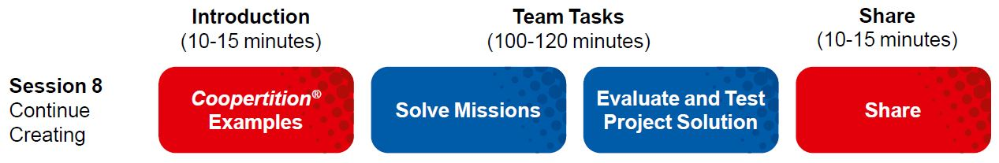 Introduction
(10-15 minutes)
Team Tasks
(100-120 minutes)
Share
(10-15 minutes)
Session 8
Continue
Creating
Coopertition®
Examples
Solve Missions
Evaluate and Test
Project Solution
Share